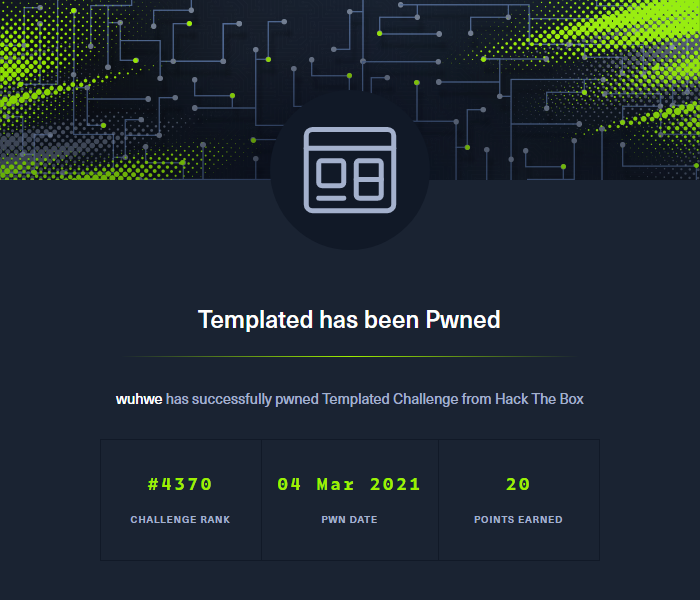 Templated has been Pwned
wuhwe has successfully pwned Templated Challenge from Hack The Box
#4370
04 Mar 2021
20
CHALLENGE RANK
PWN DATE
POINTS EARNED